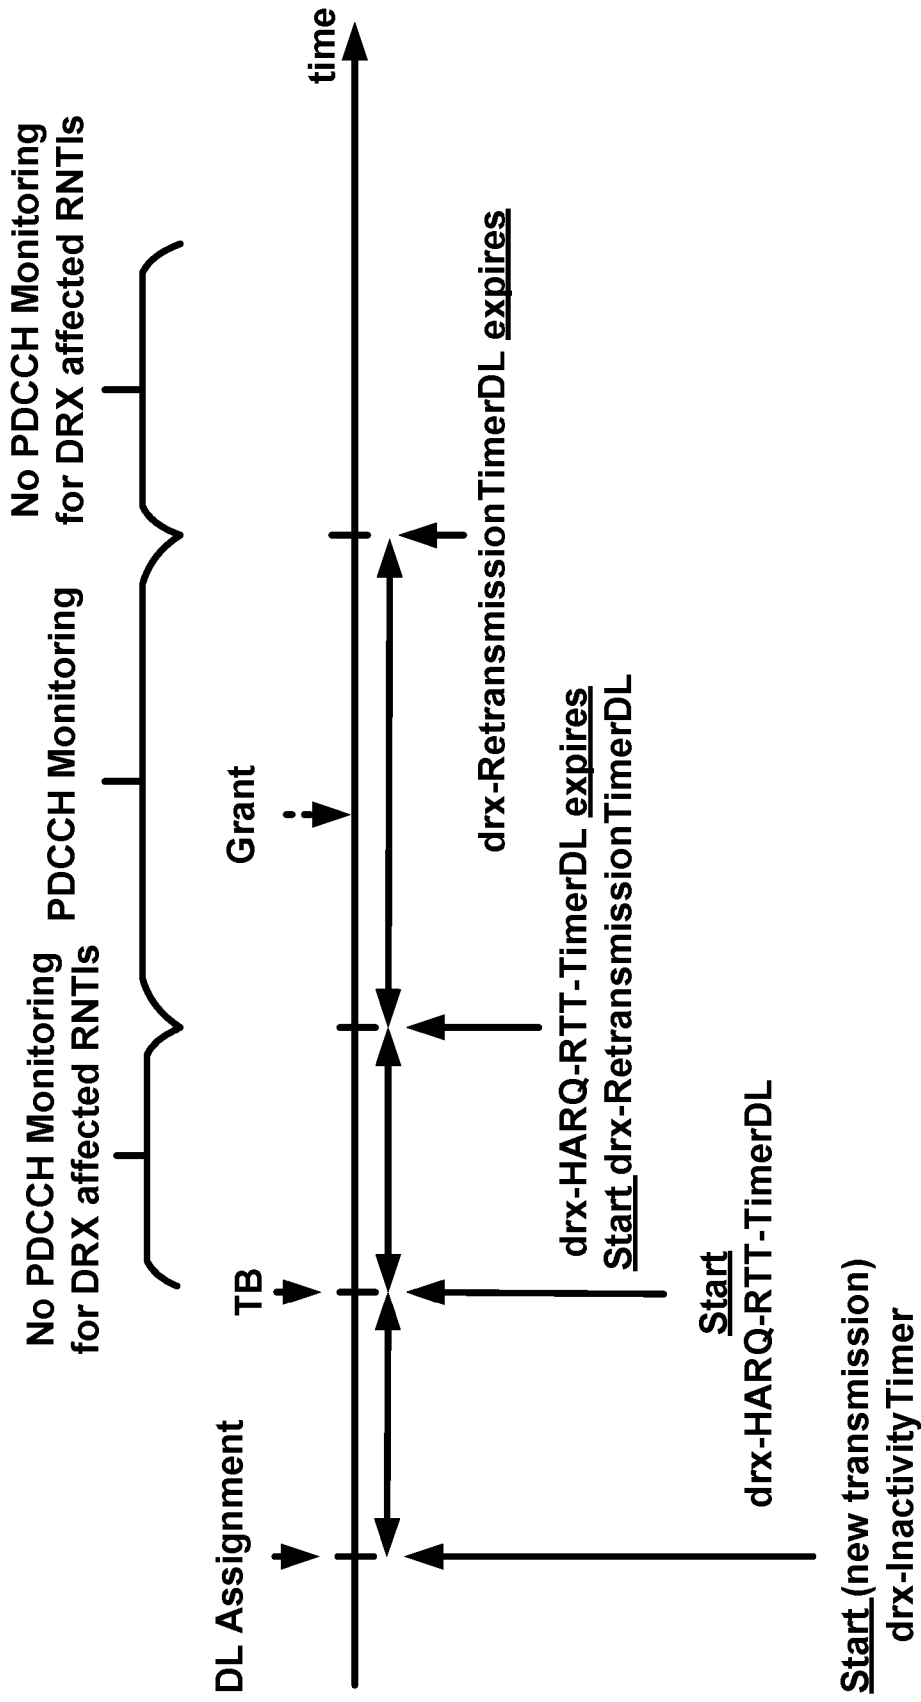 No PDCCH Monitoring
for DRX affected RNTIs
PDCCH Monitoring
No PDCCH Monitoring
for DRX affected RNTIs
DL Assignment
TB
Grant
time
drx-RetransmissionTimerDL expires
drx-HARQ-RTT-TimerDL expires
Start drx-RetransmissionTimerDL
Start
drx-HARQ-RTT-TimerDL
Start (new transmission)
drx-InactivityTimer